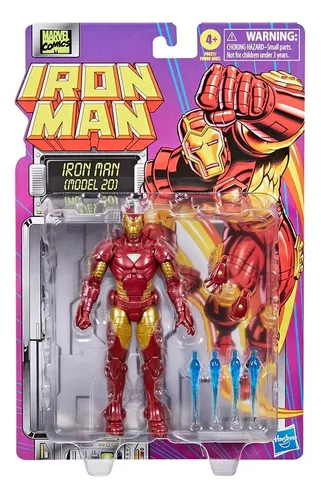 MARVEL
COMICS
IRON
MAN
IRON MAN
(MODEL 20)
4+
WARNING:
CHOKING HAZARD–Small parts.
Not for children under 3 years.
Hasbro